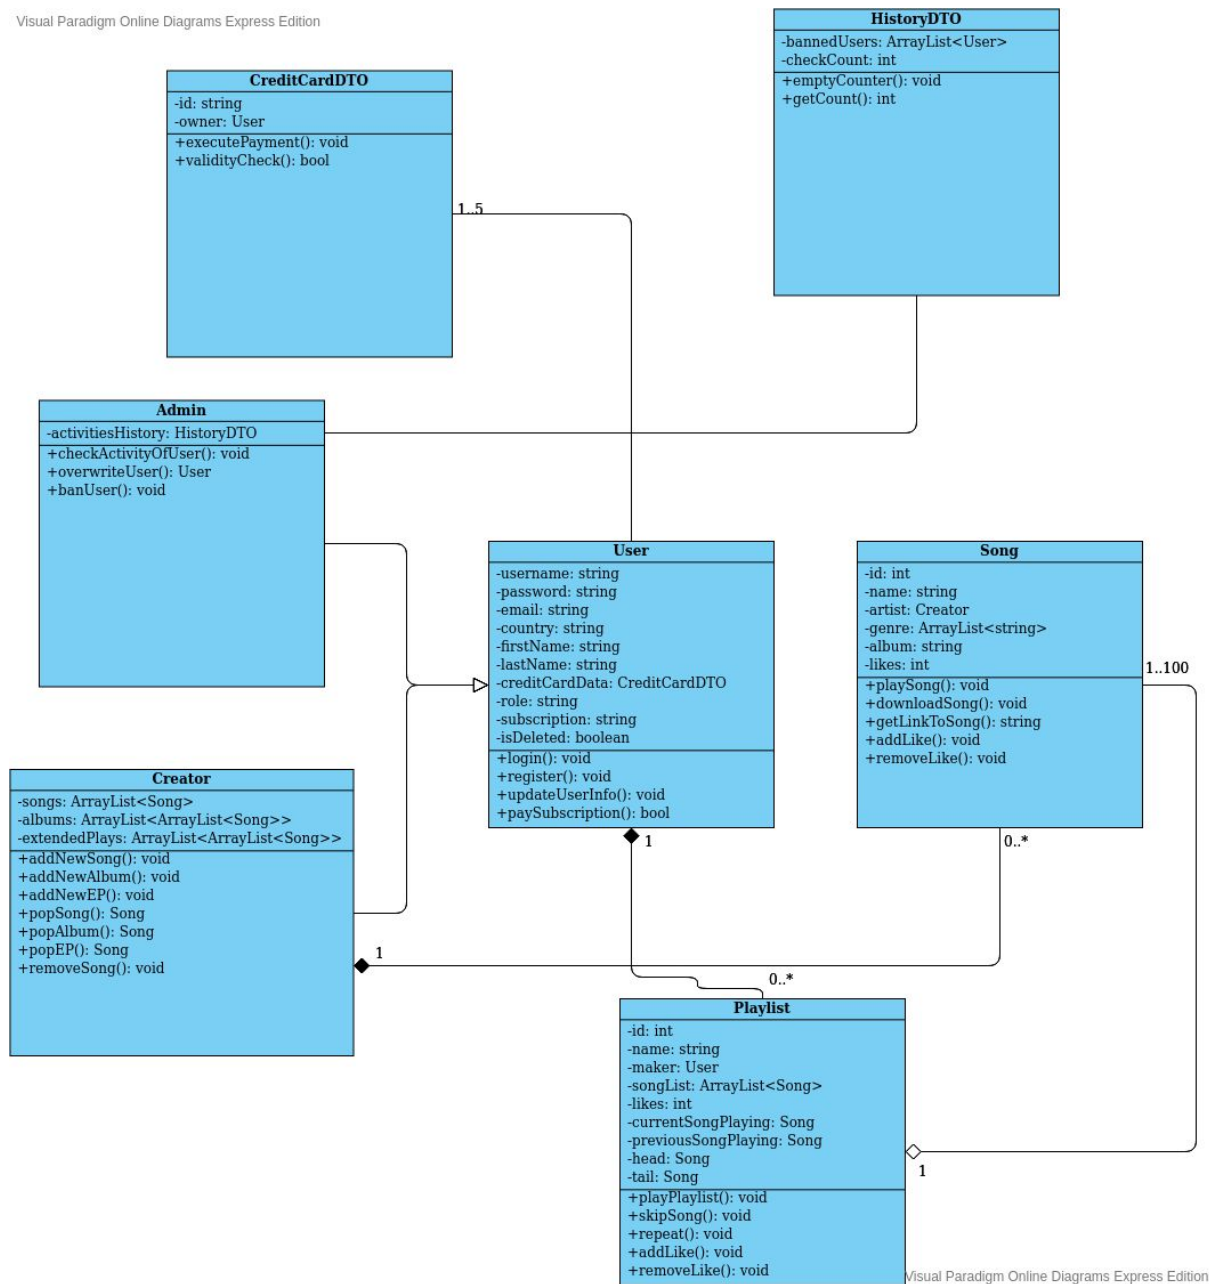 Visual Paradigm Online Diagrams Express Edition
HistoryDTO
-bannedUsers: ArrayList<User>
-checkCount: int
+emptyCounter(): void
+getCount(): int
CreditCardDTO
-id: string
-owner: User
+executePayment(): void
+validityCheck(): bool
1..5
Admin
-activitiesHistory: HistoryDTO
+checkActivityOfUser(): void
+overwriteUser(): User
+banUser(): void
User
-username: string
-password: string
-email: string
-country: string
-firstName: string
-lastName: string
-creditCardData: CreditCardDTO
-role: string
-subscription: string
-isDeleted: boolean
+login(): void
+register(): void
+updateUserInfo(): void
+paySubscription(): bool
1
Song
-id: int
-name: string
-artist: Creator
-genre: ArrayList<string>
-album: string
-likes: int
+playSong(): void
+downloadSong(): void
+getLinkToSong(): string
+addLike(): void
+removeLike(): void
1..100
0..*
Creator
-songs: ArrayList<Song>
-albums: ArrayList<ArrayList<Song>>
-extendedPlays: ArrayList<ArrayList<Song>>
+addNewSong(): void
+addNewAlbum(): void
+addNewEP(): void
+popSong(): Song
+popAlbum(): Song
+popEP(): Song
+removeSong(): void
1
0..*
Playlist
-id: int
-name: string
-maker: User
-songList: ArrayList<Song>
-likes: int
-currentSongPlaying: Song
-previousSongPlaying: Song
-head: Song
-tail: Song
+playPlaylist(): void
+skipSong(): void
+repeat(): void
+addLike(): void
+removeLike(): void
1
Visual Paradigm Online Diagrams Express Edition